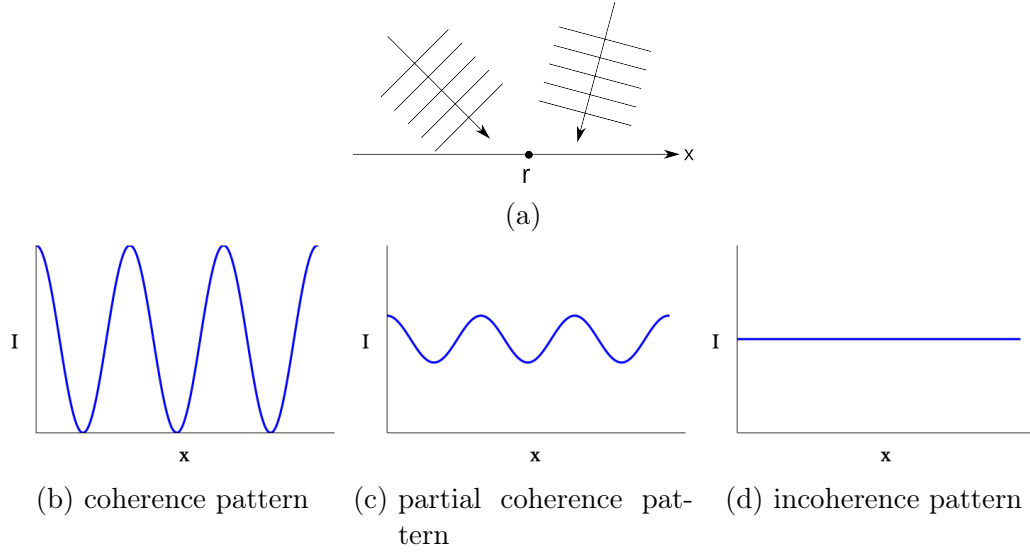 x
r
(a)
I
x
I
x
I
x
(b) coherence pattern
(c) partial coherence pat-
tern
(d) incoherence pattern